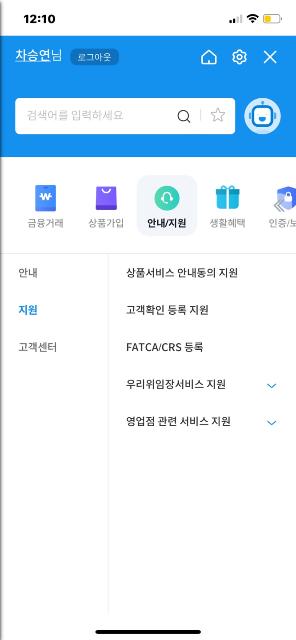 12:10
차승연님 로그아웃
검색어를 입력하세요
금융거래 상품가입 안내/지원 생활혜택 인증/보
안내 상품서비스 안내동의 지원
지원 고객확인 등록 지원
고객센터 FATCA/CRS 등록
우리위임장서비스 지원
영업점 관련 서비스 지원